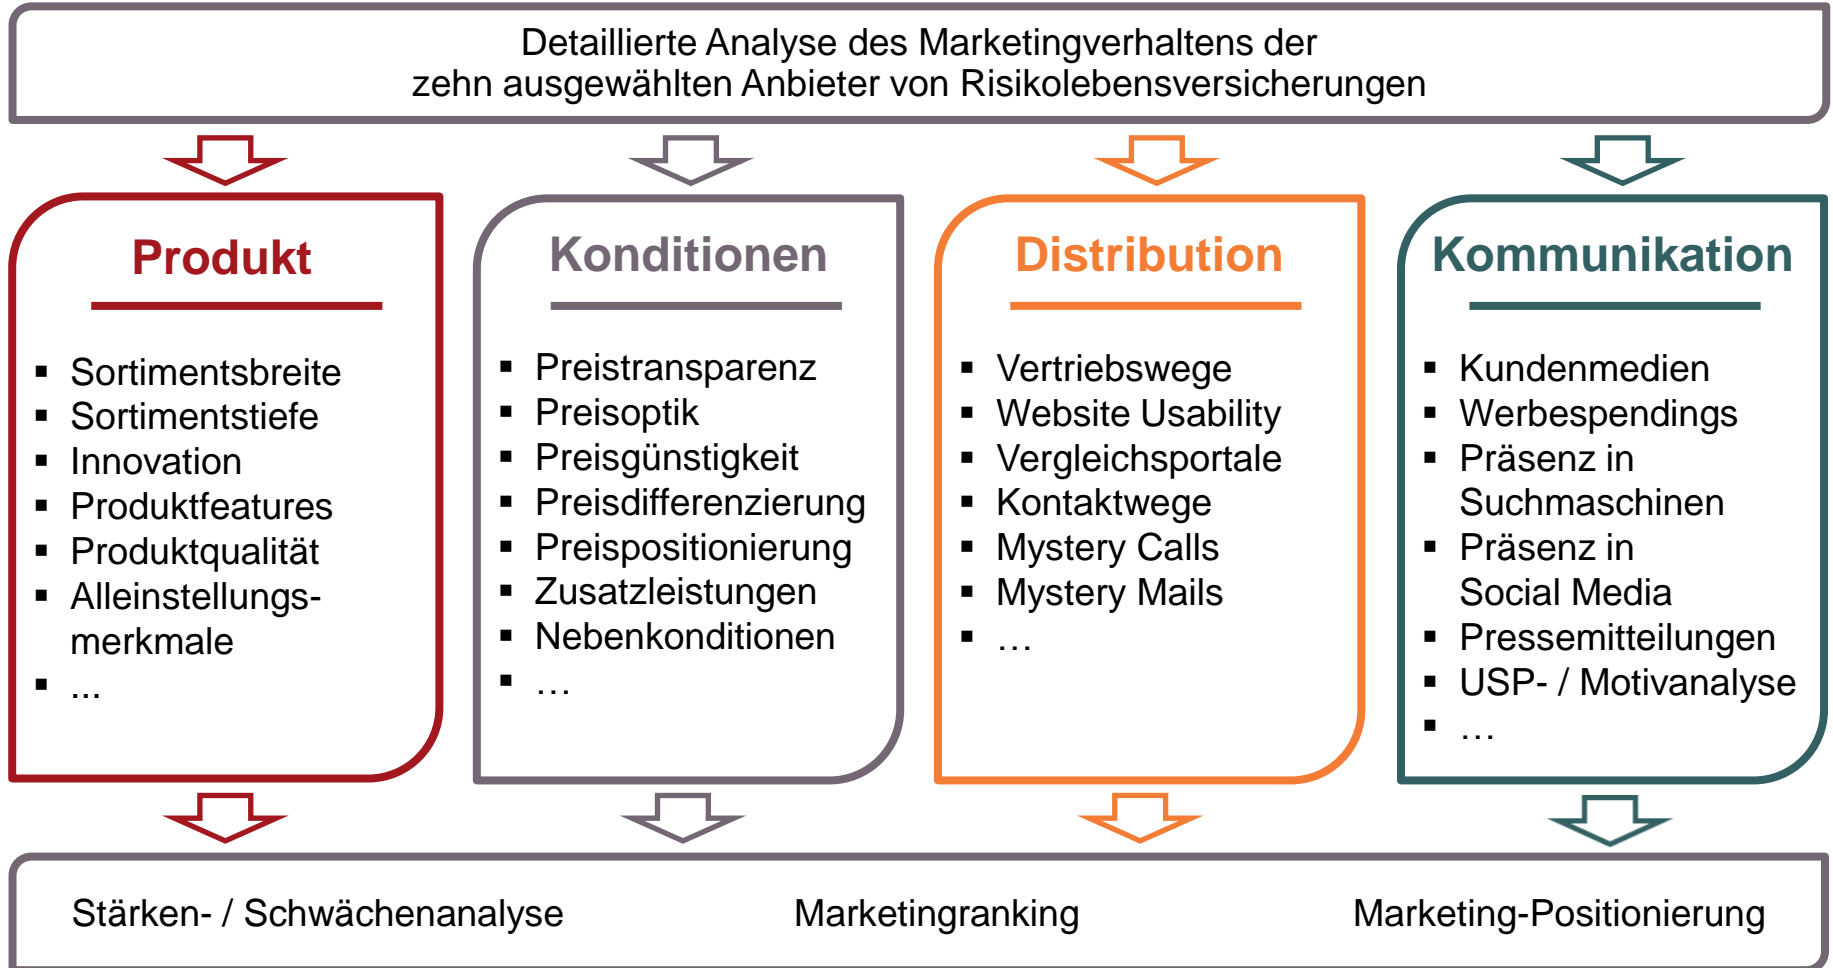 Detaillierte Analyse des Marketingverhaltens der
zehn ausgewählten Anbieter von Risikolebensversicherungen
Produkt
▪ Sortimentsbreite
▪ Sortimentstiefe
▪ Innovation
▪ Produktfeatures
▪ Produktqualität
▪ Alleinstellungs-
merkmale
▪ ...
Konditionen
▪ Preistransparenz
▪ Preisoptik
▪ Preisgünstigkeit
▪ Preisdifferenzierung
▪ Preispositionierung
▪ Zusatzleistungen
▪ Nebenkonditionen
▪ …
Distribution
▪ Vertriebswege
▪ Website Usability
▪ Vergleichsportale
▪ Kontaktwege
▪ Mystery Calls
▪ Mystery Mails
▪ …
Kommunikation
▪ Kundenmedien
▪ Werbespendings
▪ Präsenz in
Suchmaschinen
▪ Präsenz in
Social Media
▪ Pressemitteilungen
▪ USP- / Motivanalyse
▪ …
Stärken- / Schwächenanalyse
Marketingranking
Marketing-Positionierung